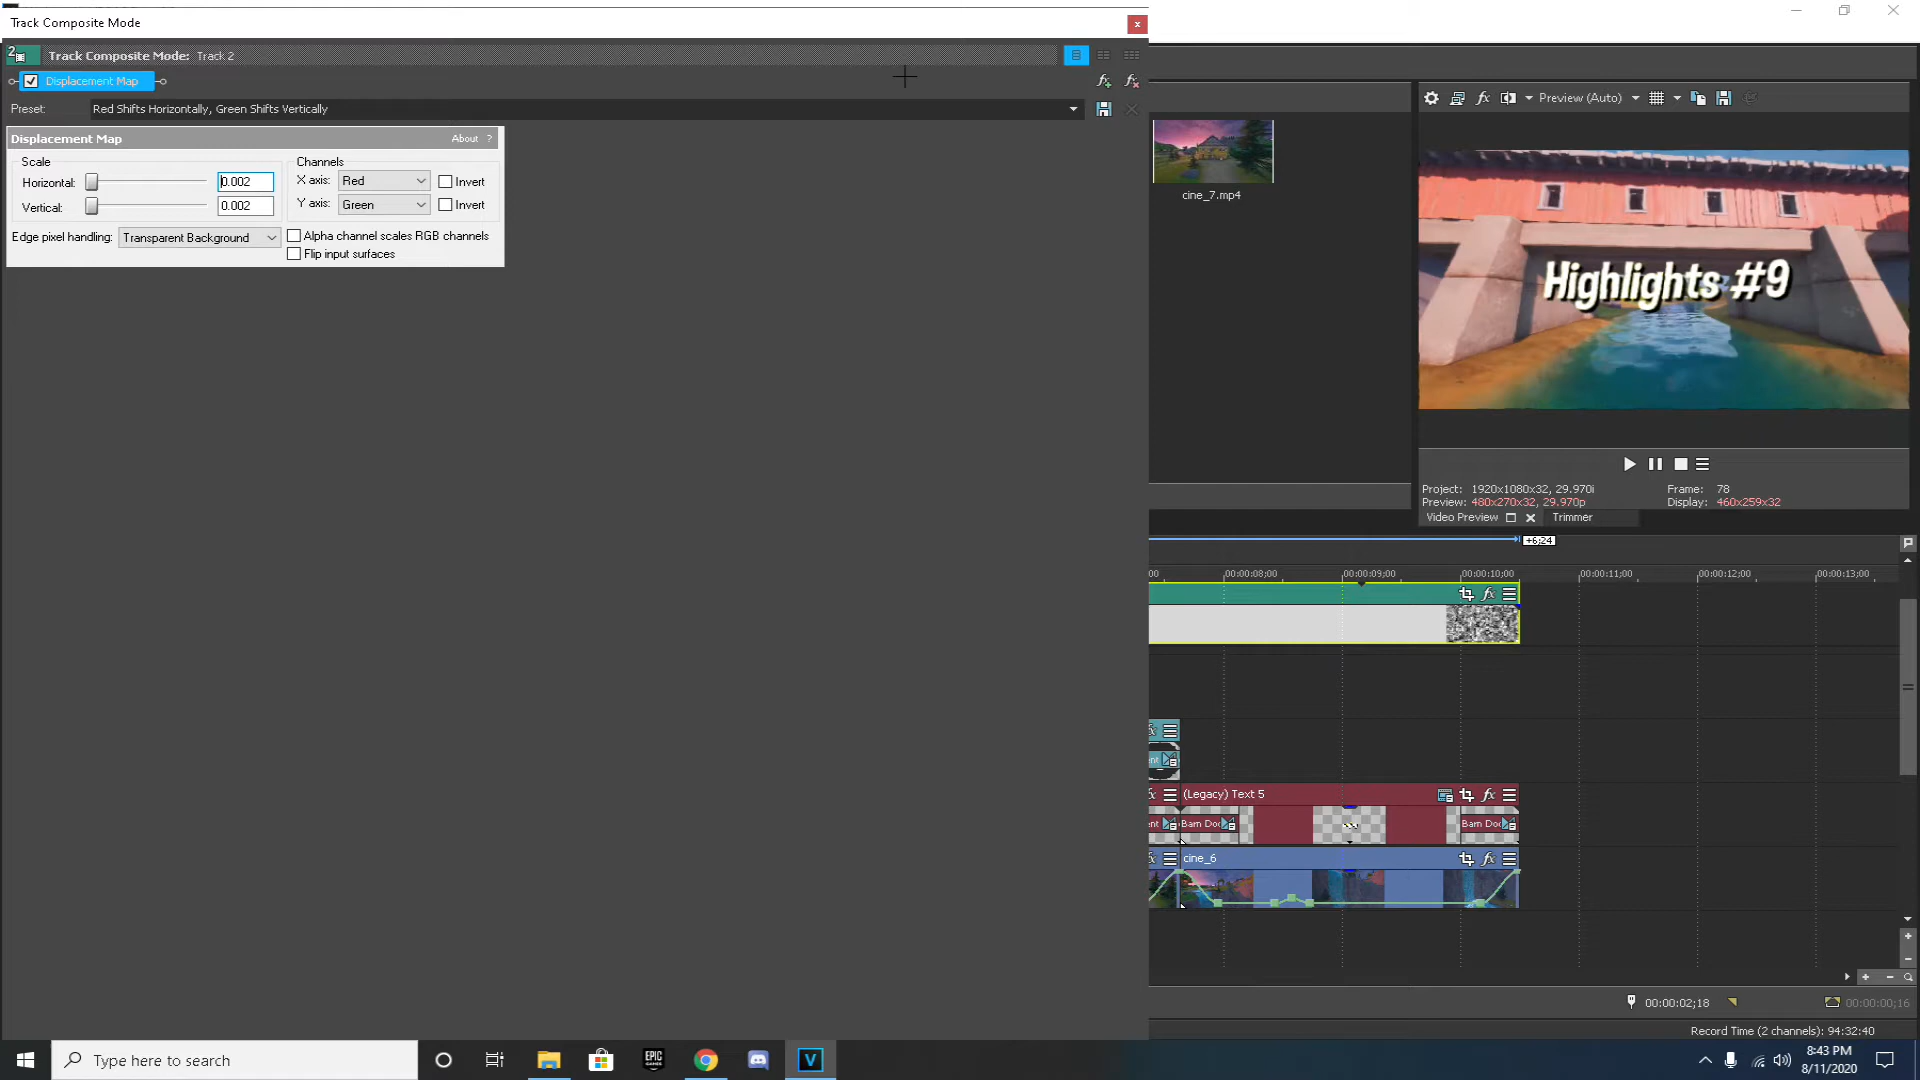 Track Composite Mode
2
Track Composite Mode: Track 2
Displacement Map
Preset: Red Shifts Horizontally, Green Shifts Vertically
Displacement Map About ?
Scale Channels
Horizontal: 0.002 X axis: Red Invert
Vertical: 0.002 Y axis: Green Invert
Edge pixel handling: Transparent Background Alpha channel scales RGB channels
Flip input surfaces
Preview (Auto)
cine_7.mp4
Highlights #9
Project: 1920x1080x32, 29.970i Frame: 78
Preview: 480x270x32, 29.970p Display: 460x259x32
Video Preview Trimmer
+6;24
00 00:00:08;00 00:00:09;00 00:00:10;00 00:00:11;00 00:00:12;00 00:00:13;00
(Legacy) Text 5
cine_6
00:00:02;18 00:00:00;16
Record Time (2 channels): 94:32:40
Type here to search
EPIC
GAMES
V
8:43 PM
8/11/2020